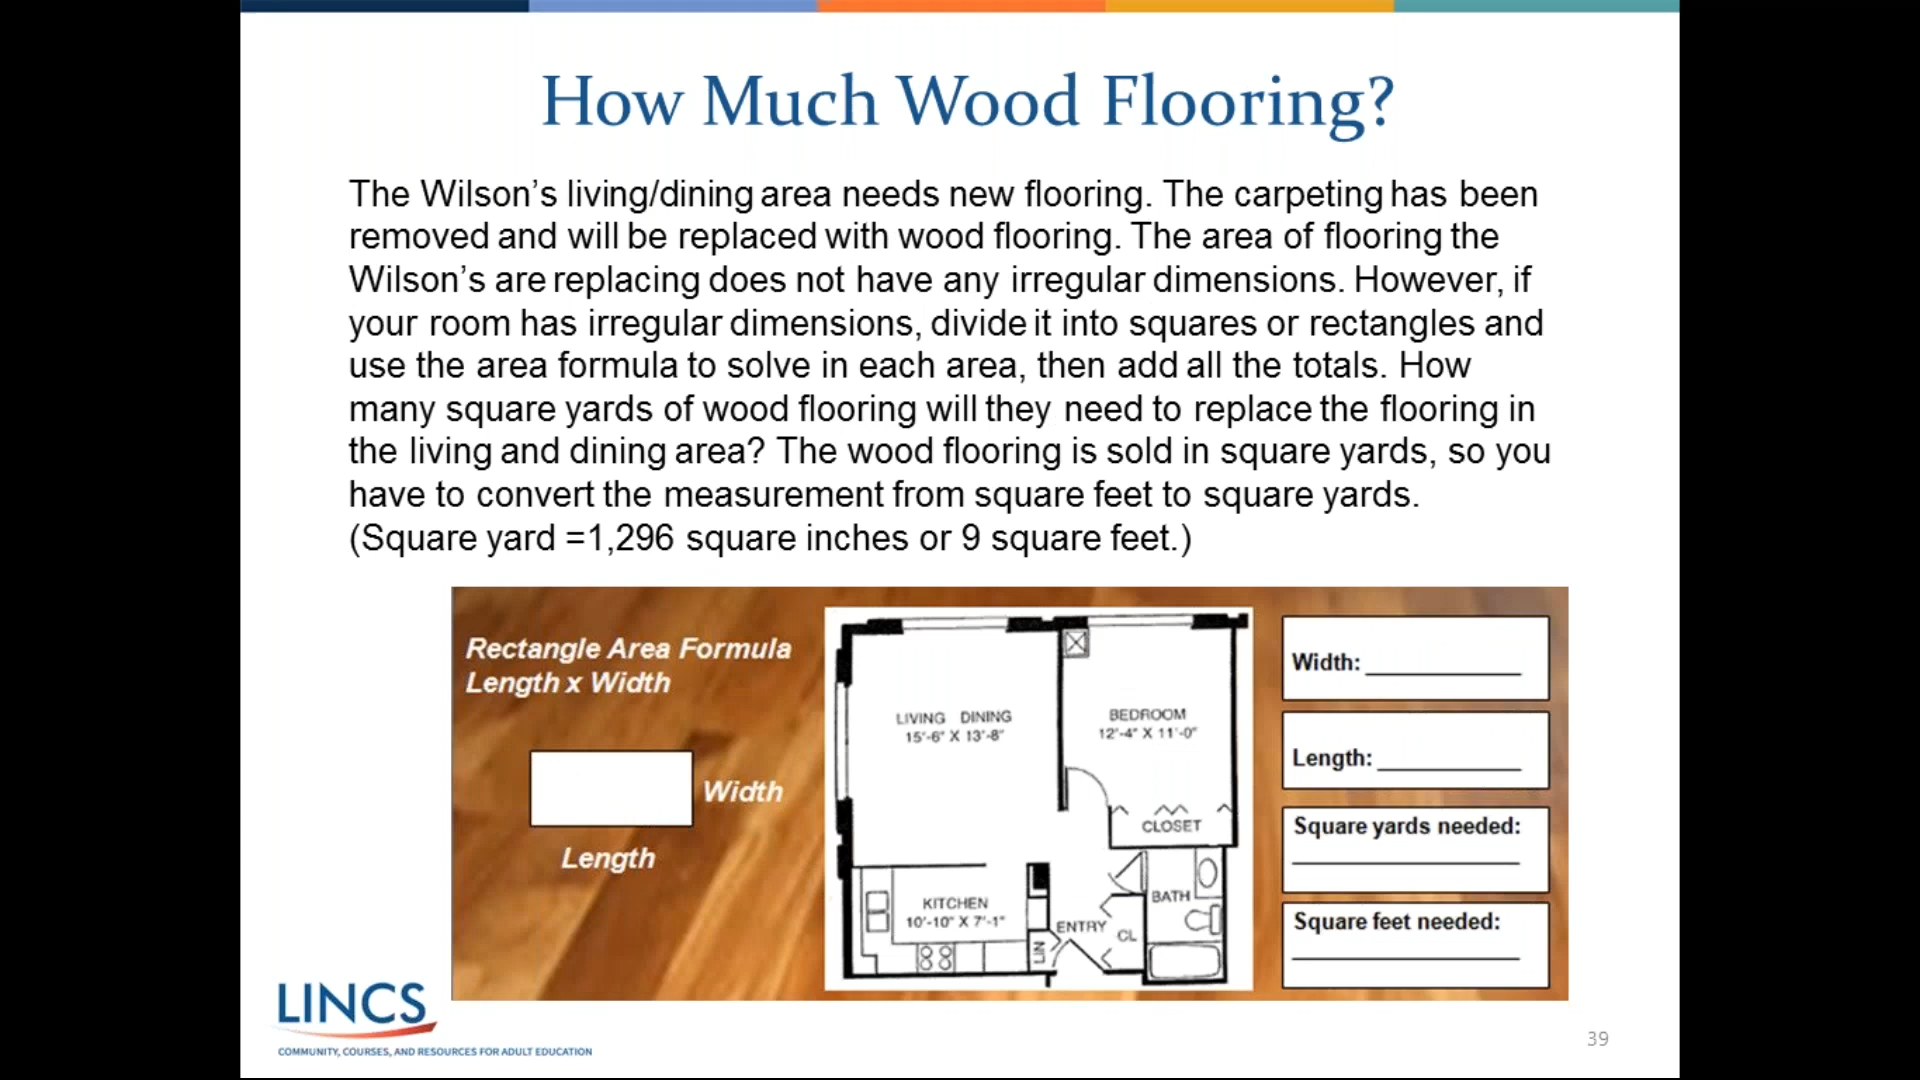 How Much Wood Flooring?
The Wilson’s living/dining area needs new flooring. The carpeting has been
removed and will be replaced with wood flooring. The area of flooring the
Wilson’s are replacing does not have any irregular dimensions. However, if
your room has irregular dimensions, divide it into squares or rectangles and
use the area formula to solve in each area, then add all the totals. How
many square yards of wood flooring will they need to replace the flooring in
the living and dining area? The wood flooring is sold in square yards, so you
have to convert the measurement from square feet to square yards.
(Square yard =1,296 square inches or 9 square feet.)
Rectangle Area Formula
Length x Width
Width
Length
LIVING DINING
15'-6" X 13'-8"
BEDROOM
12'-4" X 11'-0"
CLOSET
KITCHEN
10'-10" X 7'-1"
LIN
ENTRY
CL
BATH
Width:
Length:
Square yards needed:
Square feet needed:
LINCS
COMMUNITY, COURSES, AND RESOURCES FOR ADULT EDUCATION
39